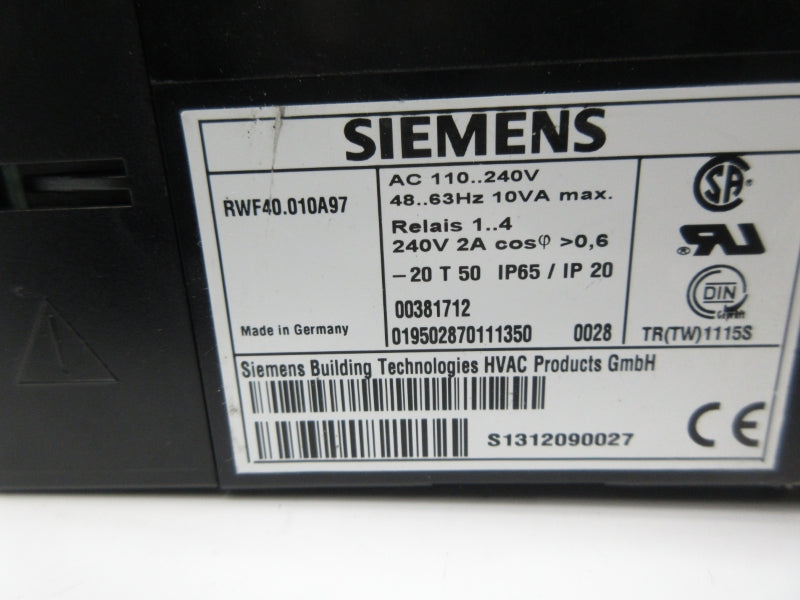 SIEMENS
RWF40.010A97
AC 110..240V
48..63Hz 10VA max.
Relais 1..4
240V 2A cosφ >0,6
-20 T 50 IP65 / IP 20
00381712
019502870111350 0028
Made in Germany
SA
DIN
TR(TW)1115S
Siemens Building Technologies HVAC Products GmbH
S1312090027
CE